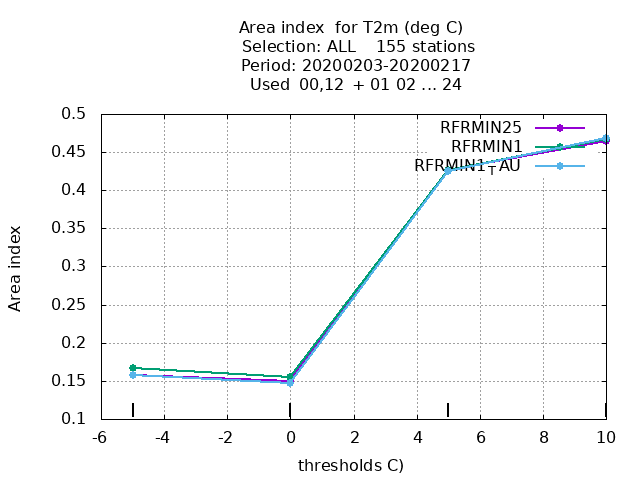 Area index  for T2m (deg C)
Selection: ALL    155 stations
Period: 20200203-20200217
Used  00,12  + 01 02 ... 24
0.5
0.45
0.4
0.35
0.3
0.25
0.2
0.15
0.1
Area index
RFRMIN25
RFRMIN1
RFRMIN1TAU
-6 -4 -2 0 2 4 6 8 10
thresholds C)